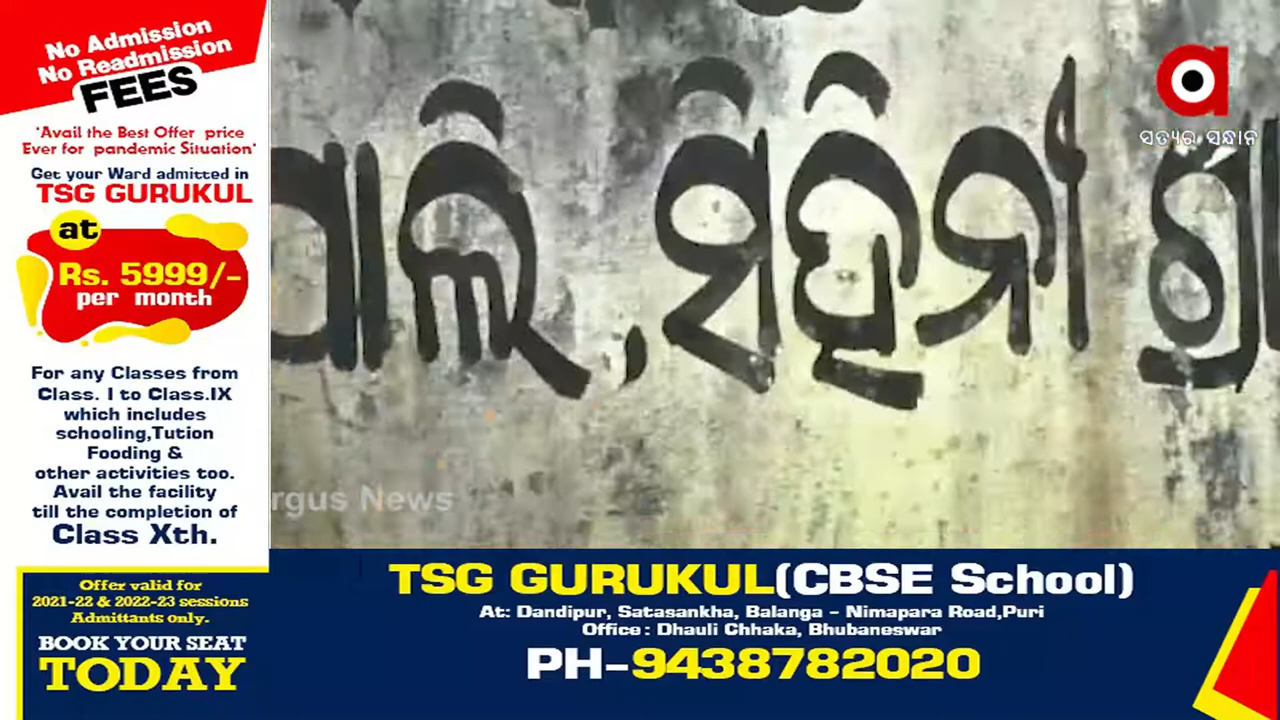 No Admission
No Readmission
FEES
'Avail the Best Offer price
Ever for pandemic Situation'
Get your Ward admitted in
TSG GURUKUL
at
Rs. 5999/-
per month
For any Classes from
Class. I to Class.IX
which includes
schooling,Tution
Fooding &
other activities too.
Avail the facility
till the completion of
Class Xth.
Offer valid for
2021-22 & 2022-23 sessions
Admittants only.
BOOK YOUR SEAT
TODAY
ସତ୍ୟର ସନ୍ଧାନ
News
TSG GURUKUL(CBSE School)
At: Dandipur, Satasankha, Balanga - Nimapara Road,Puri
Office : Dhauli Chhaka, Bhubaneswar
PH-9438782020